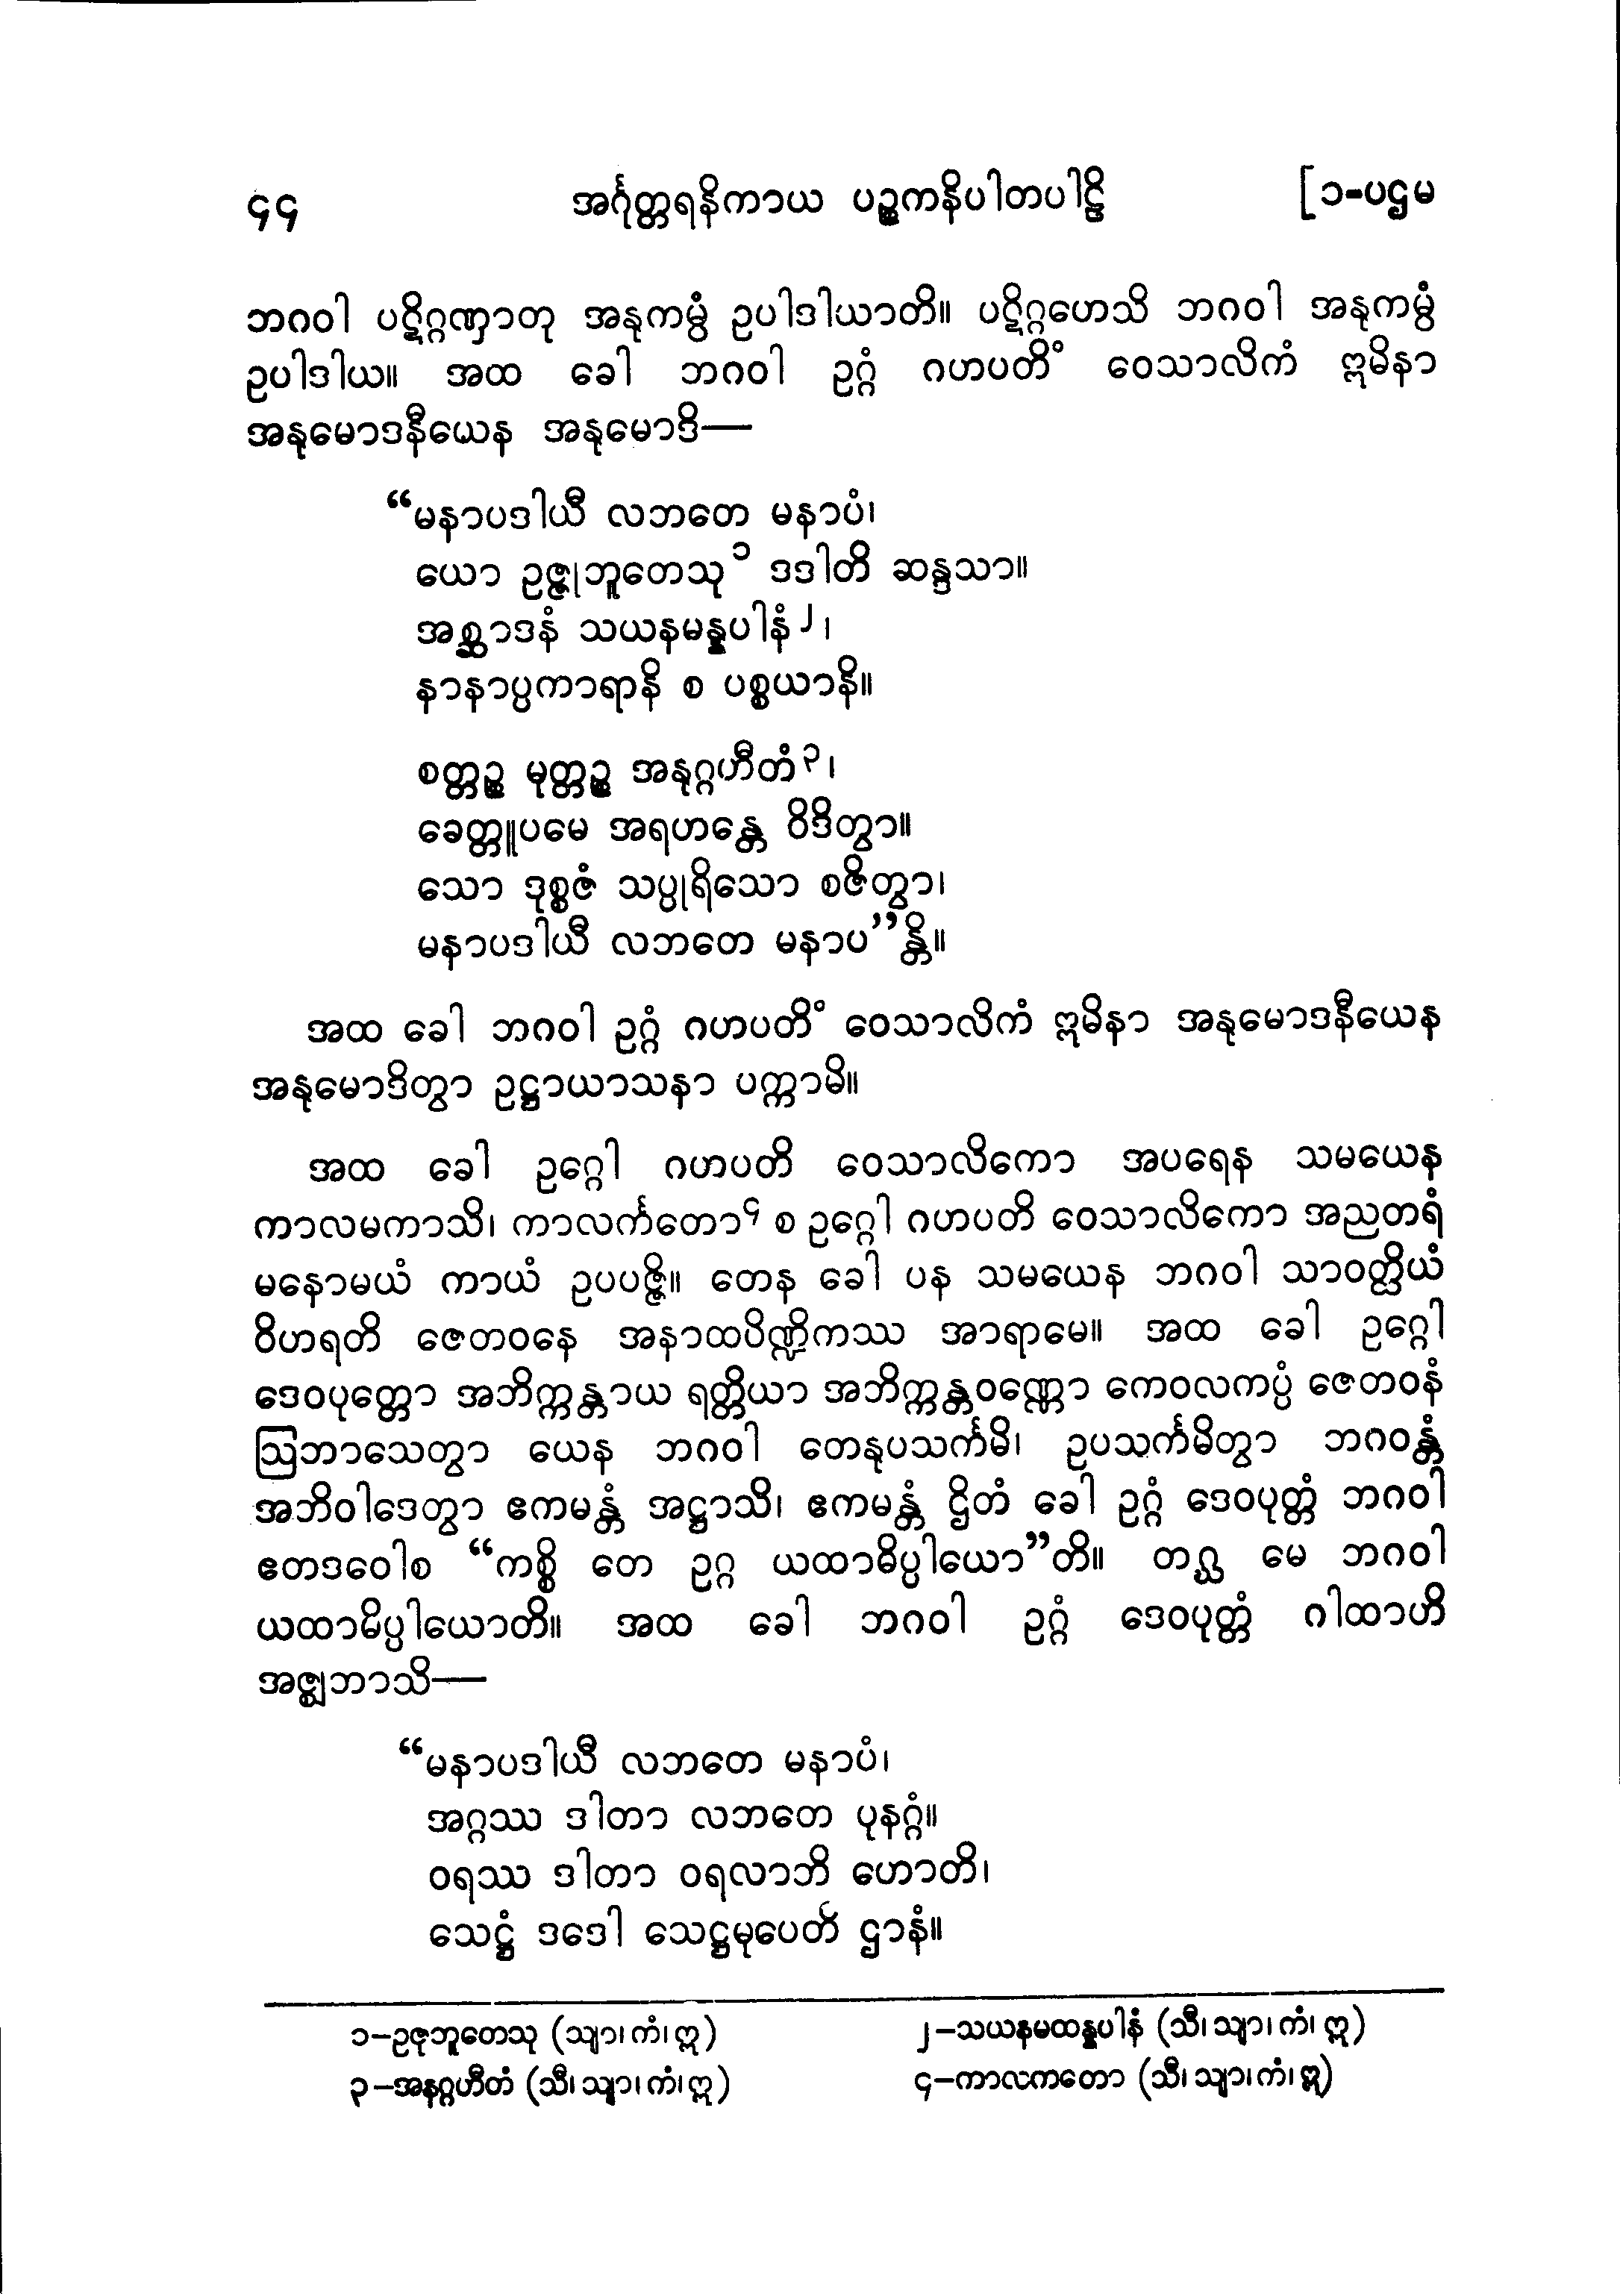 ၄၄ အင်္ဂုတ္တရနိကာယ ပဉ္စကနိပါတပါဠိ [၁-ပဌမ
ဘဂဝါ ပဋိဂ္ဂဏှာတု အနုကမ္ပံ ဥပါဒါယာတိ။ ပဋိဂ္ဂဟေသိ ဘဂဝါ အနုကမ္ပံ
ဥပါဒါယ။ အထ ခေါ ဘဂဝါ ဥဂ္ဂံ ဂဟပတိံ ဝေသာလိကံ ဣမိနာ
အနုမောဒနီယေန အနုမောဒိ—
“မနာပဒါယီ လဘတေ မနာပံ၊
ယော ဥဇ္ဇုဘူတေသု၁ ဒဒါတိ ဆန္ဒသာ။
အစ္ဆာဒနံ သယနမန္နပါနံ၂၊
နာနာပ္ပကာရာနိ စ ပစ္စယာနိ။
စတ္တဉ္စ မုတ္တဉ္စ အနုဂ္ဂဟီတံ၃၊
ခေတ္တူပမေ အရဟန္တေ ဝိဒိတွာ။
သော ဒုစ္စဇံ သပ္ပုရိသော စဇိတွာ၊
မနာပဒါယီ လဘတေ မနာပ”န္တိ။
အထ ခေါ ဘဂဝါ ဥဂ္ဂံ ဂဟပတိံ ဝေသာလိကံ ဣမိနာ အနုမောဒနီယေန
အနုမောဒိတွာ ဥဋ္ဌာယာသနာ ပက္ကာမိ။
အထ ခေါ ဥဂ္ဂေါ ဂဟပတိ ဝေသာလိကော အပရေန သမယေန
ကာလမကာသိ၊ ကာလင်္ကတော၄ စ ဥဂ္ဂေါ ဂဟပတိ ဝေသာလိကော အညတရံ
မနောမယံ ကာယံ ဥပပဇ္ဇိ။ တေန ခေါ ပန သမယေန ဘဂဝါ သာဝတ္ထိယံ
ဝိဟရတိ ဇေတဝနေ အနာထပိဏ္ဍိကဿ အာရာမေ။ အထ ခေါ ဥဂ္ဂေါ
ဒေဝပုတ္တော အဘိက္ကန္တာယ ရတ္တိယာ အဘိက္ကန္တဝဏ္ဏော ကေဝလကပ္ပံ ဇေတဝနံ
ဩဘာသေတွာ ယေန ဘဂဝါ တေနုပသင်္ကမိ၊ ဥပသင်္ကမိတွာ ဘဂဝန္တံ
အဘိဝါဒေတွာ ဧကမန္တံ အဋ္ဌာသိ၊ ဧကမန္တံ ဌိတံ ခေါ ဥဂ္ဂံ ဒေဝပုတ္တံ ဘဂဝါ
ဧတဒဝေါစ “ကစ္စိ တေ ဥဂ္ဂ ယထာဓိပ္ပါယော”တိ။ တဂ္ဃ မေ ဘဂဝါ
ယထာဓိပ္ပါယောတိ။ အထ ခေါ ဘဂဝါ ဥဂ္ဂံ ဒေဝပုတ္တံ ဂါထာဟိ
အဇ္ဈဘာသိ—
“မနာပဒါယီ လဘတေ မနာပံ၊
အဂ္ဂဿ ဒါတာ လဘတေ ပုနဂ္ဂံ။
ဝရဿ ဒါတာ ဝရလာဘိ ဟောတိ၊
သေဋ္ဌံ ဒဒေါ သေဋ္ဌမုပေတိ ဌာနံ။
၁-ဥဇုဘူတေသု (သျာ၊ ကံ၊ ဣ) ၂-သယနမထန္နပါနံ (သီ၊ သျာ၊ ကံ၊ ဣ)
၃-အနဂ္ဂဟီတံ (သီ၊ သျာ၊ ကံ၊ ဣ) ၄-ကာလကတော (သီ၊ သျာ၊ ကံ၊ ဣ)